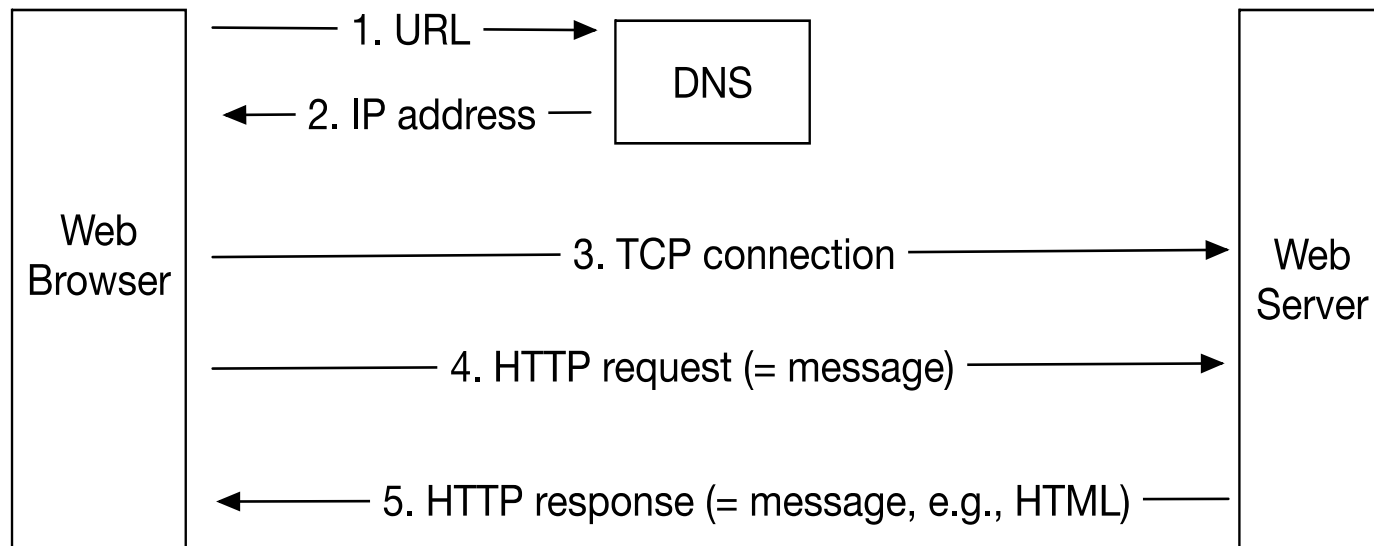 1. URL
DNS
2. IP address
Web
Browser
3. TCP connection
Web
Server
4. HTTP request (= message)
5. HTTP response (= message, e.g., HTML)